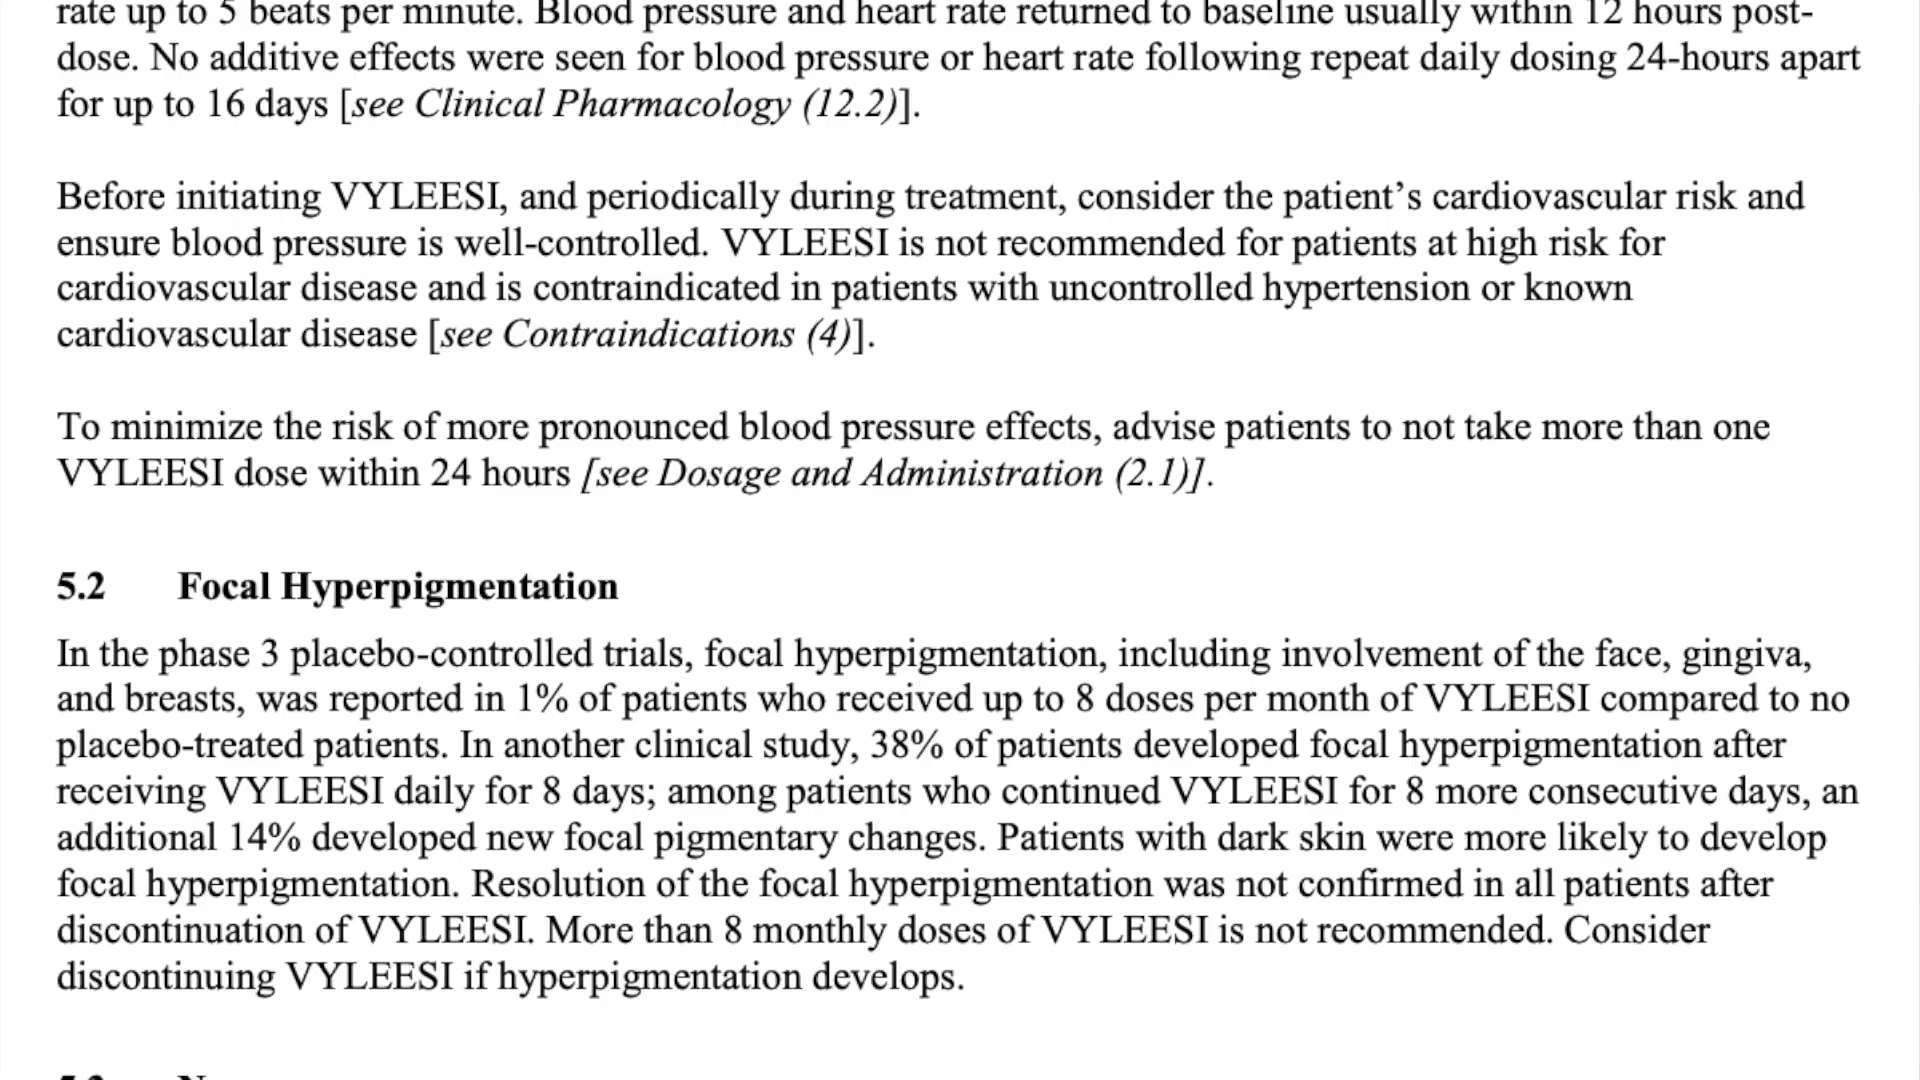 rate up to 5 beats per minute. Blood pressure and heart rate returned to baseline usually within 12 hours post-
dose. No additive effects were seen for blood pressure or heart rate following repeat daily dosing 24-hours apart
for up to 16 days [see Clinical Pharmacology (12.2)].
Before initiating VYLEESI, and periodically during treatment, consider the patient’s cardiovascular risk and
ensure blood pressure is well-controlled. VYLEESI is not recommended for patients at high risk for
cardiovascular disease and is contraindicated in patients with uncontrolled hypertension or known
cardiovascular disease [see Contraindications (4)].
To minimize the risk of more pronounced blood pressure effects, advise patients to not take more than one
VYLEESI dose within 24 hours [see Dosage and Administration (2.1)].
5.2 Focal Hyperpigmentation
In the phase 3 placebo-controlled trials, focal hyperpigmentation, including involvement of the face, gingiva,
and breasts, was reported in 1% of patients who received up to 8 doses per month of VYLEESI compared to no
placebo-treated patients. In another clinical study, 38% of patients developed focal hyperpigmentation after
receiving VYLEESI daily for 8 days; among patients who continued VYLEESI for 8 more consecutive days, an
additional 14% developed new focal pigmentary changes. Patients with dark skin were more likely to develop
focal hyperpigmentation. Resolution of the focal hyperpigmentation was not confirmed in all patients after
discontinuation of VYLEESI. More than 8 monthly doses of VYLEESI is not recommended. Consider
discontinuing VYLEESI if hyperpigmentation develops.